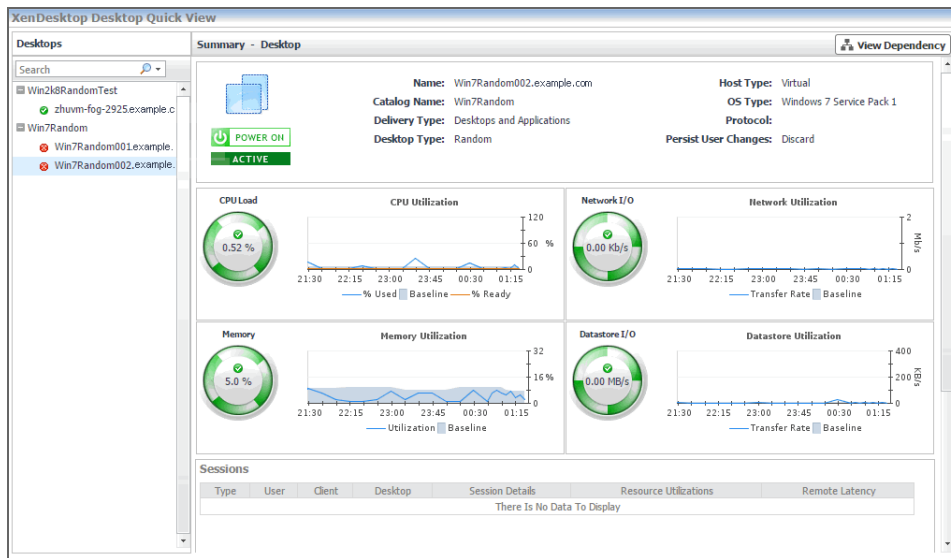 XenDesktop Desktop Quick View
Desktops
Search
Win2k8RandomTest
zhuvm-fog-2925.example.c
Win7Random
Win7Random001.example.
Win7Random002.example.
Summary - Desktop
View Dependency
POWER ON
ACTIVE
Name: Win7Random002.example.com
Catalog Name: Win7Random
Delivery Type: Desktops and Applications
Desktop Type: Random
Host Type: Virtual
OS Type: Windows 7 Service Pack 1
Protocol:
Persist User Changes: Discard
CPU Load
0.52 %
CPU Utilization
120
60 %
0
21:30 22:15 23:00 23:45 00:30 01:15
% Used Baseline % Ready
Network I/O
0.00 Kb/s
Network Utilization
2
Mb/s
0
21:30 22:15 23:00 23:45 00:30 01:15
Transfer Rate Baseline
Memory
5.0 %
Memory Utilization
32
16 %
0
21:30 22:15 23:00 23:45 00:30 01:15
Utilization Baseline
Datastore I/O
0.00 MB/s
Datastore Utilization
400
200 KB/s
0
21:30 22:15 23:00 23:45 00:30 01:15
Transfer Rate Baseline
Sessions
Type User Client Desktop Session Details Resource Utilizations Remote Latency
There Is No Data To Display